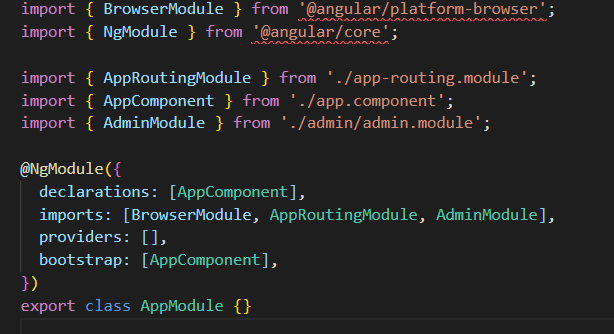 import { BrowserModule } from '@angular/platform-browser';
import { NgModule } from '@angular/core';
import { AppRoutingModule } from './app-routing.module';
import { AppComponent } from './app.component';
import { AdminModule } from './admin/admin.module';
@NgModule({
  declarations: [AppComponent],
  imports: [BrowserModule, AppRoutingModule, AdminModule],
  providers: [],
  bootstrap: [AppComponent],
})
export class AppModule {}